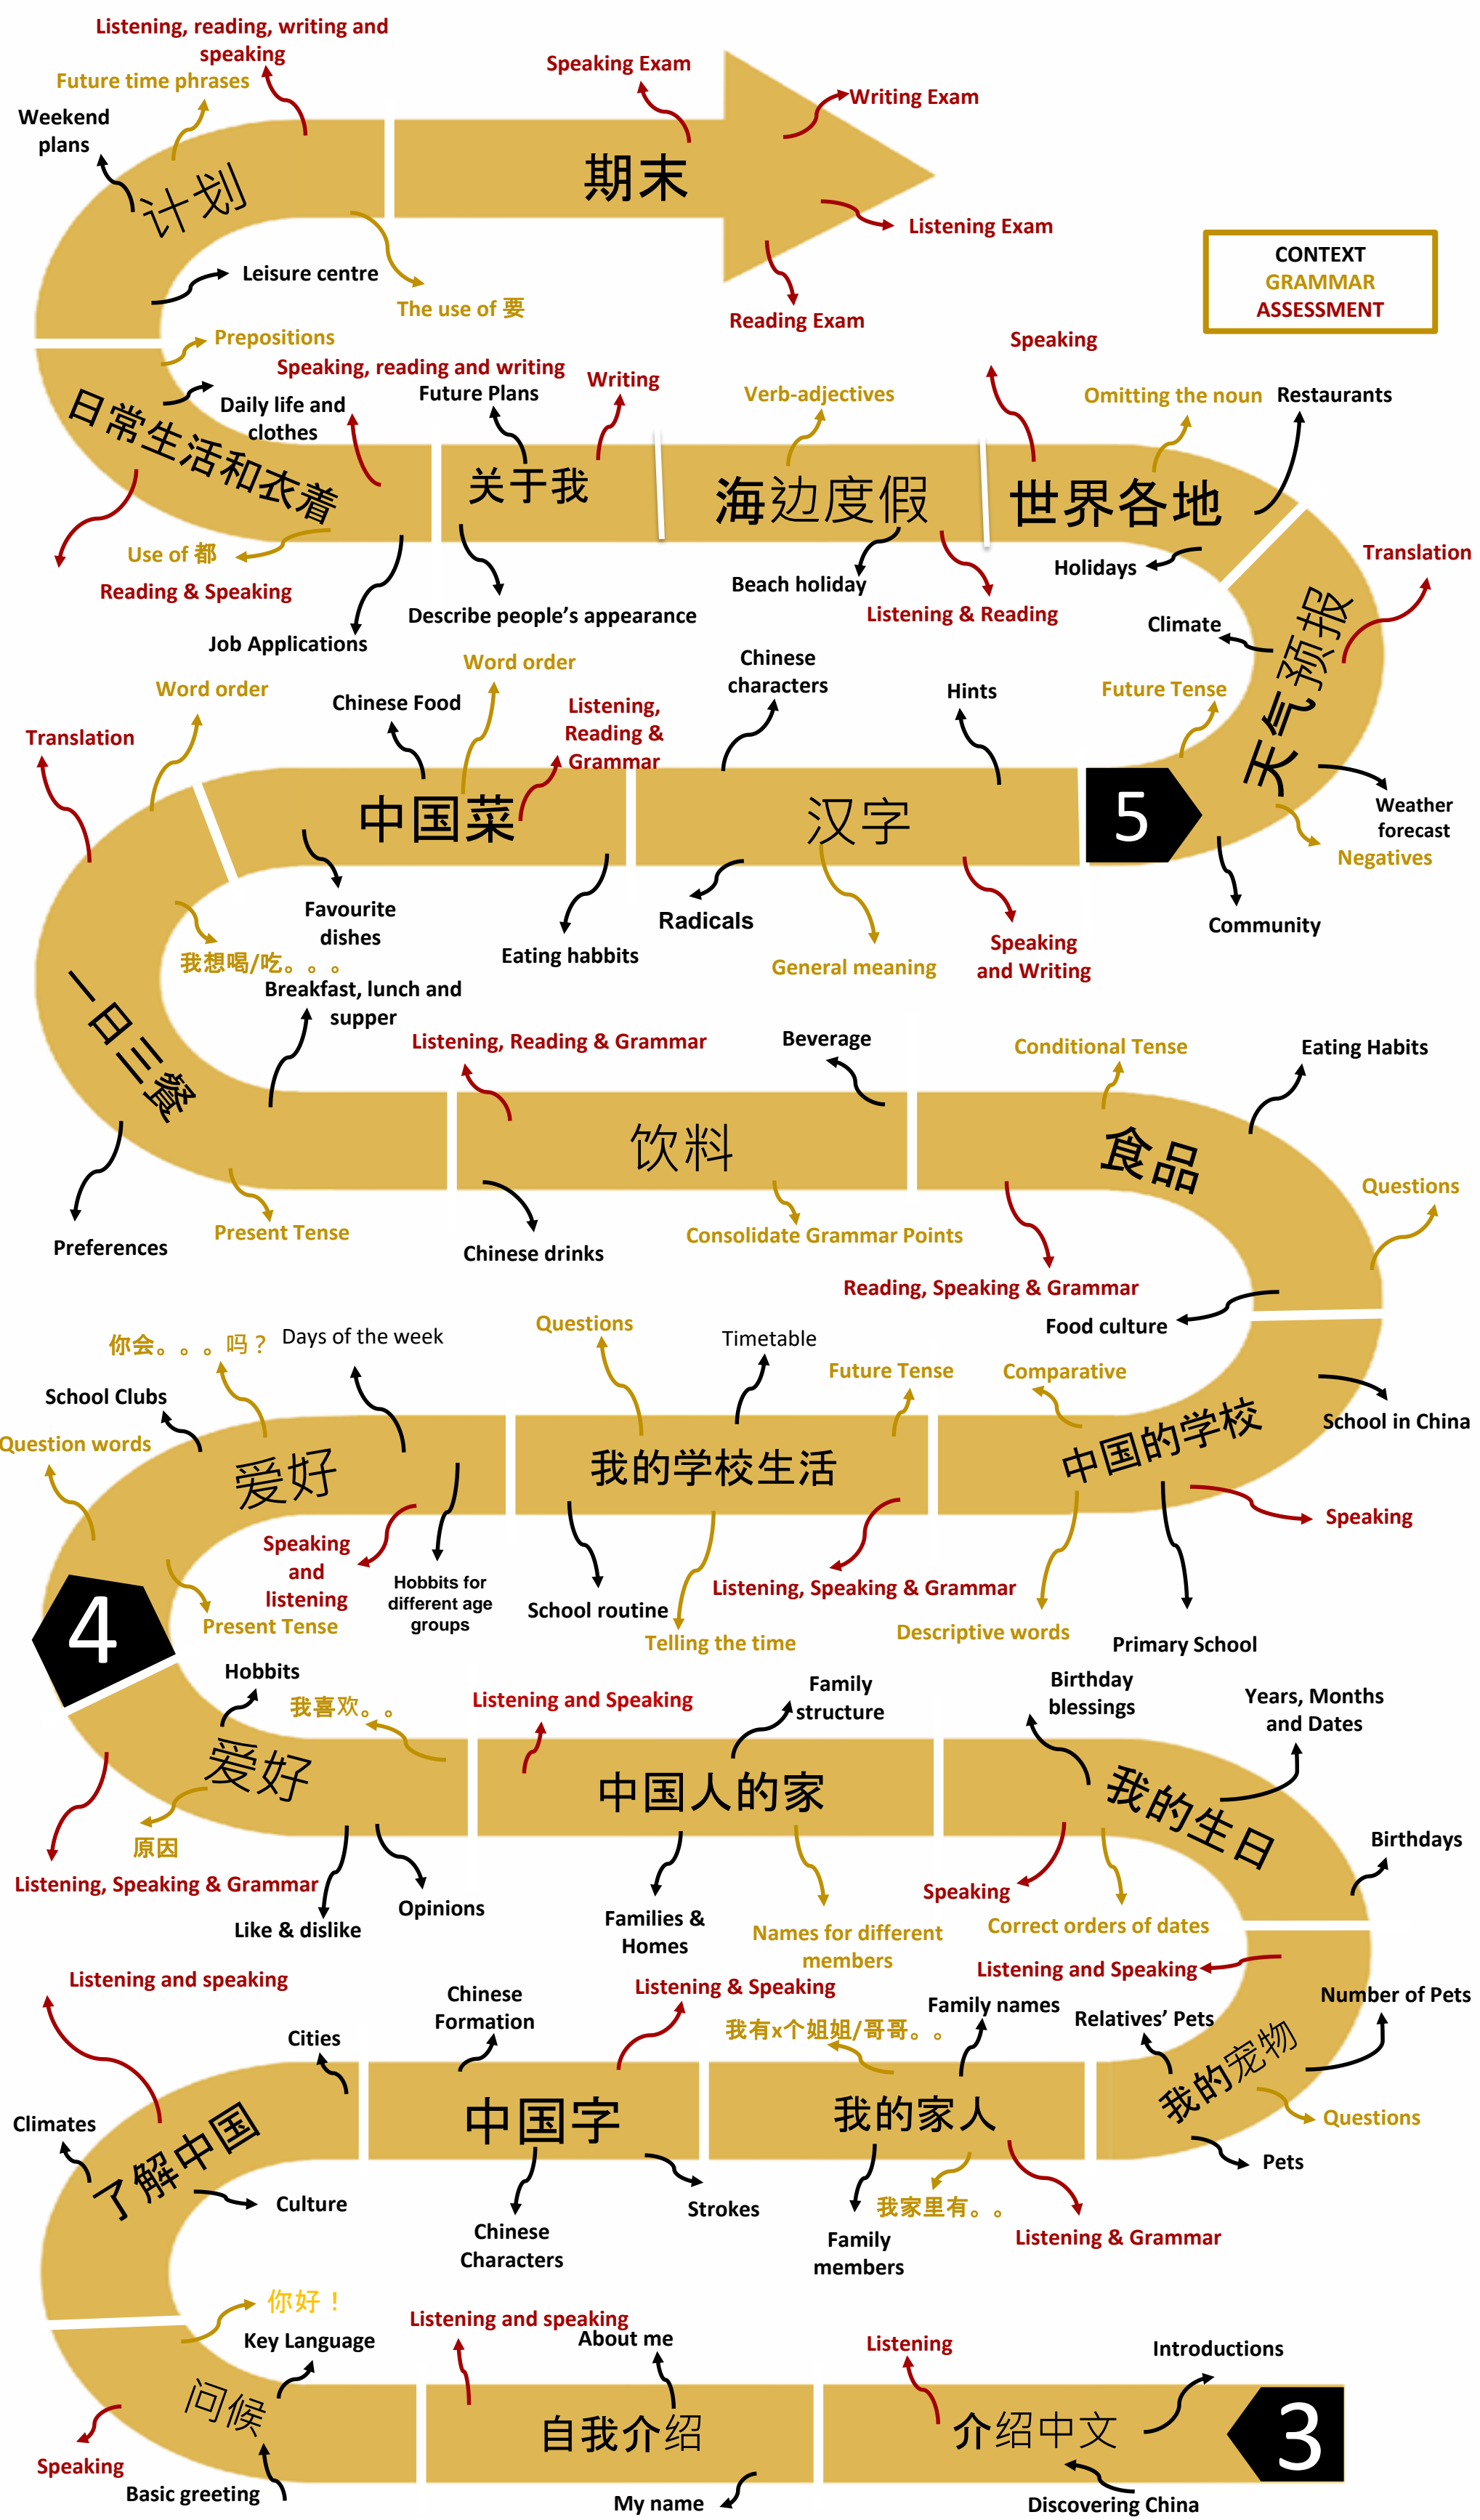 Listening, reading, writing and
speaking
Future time phrases
Weekend
plans
Speaking Exam
Writing Exam
计划
期末
Listening Exam
Leisure centre
The use of 要
Reading Exam
CONTEXT
GRAMMAR
ASSESSMENT
Prepositions
Speaking, reading and writing
Daily life and
clothes
Future Plans
Writing
Verb-adjectives
Speaking
Omitting the noun
Restaurants
日常生活和衣着
关于我
海边度假
世界各地
Use of 都
Reading & Speaking
Job Applications
Describe people's appearance
Beach holiday
Listening & Reading
Holidays
Translation
Climate
天气预报
Future Tense
Weather
forecast
Negatives
Community
Translation
Word order
Chinese Food
Word order
Listening,
Reading &
Grammar
Chinese
characters
Hints
中国菜
汉字
5
Favourite
dishes
Eating habbits
Radicals
General meaning
Speaking
and Writing
我想喝/吃。。。
Breakfast, lunch and
supper
Listening, Reading & Grammar
Beverage
Conditional Tense
Eating Habits
一日三餐
饮料
食品
Preferences
Present Tense
Chinese drinks
Consolidate Grammar Points
Reading, Speaking & Grammar
Questions
Food culture
你会。。。吗？
Days of the week
School Clubs
Question words
Questions
Timetable
Future Tense
Comparative
School in China
爱好
我的学校生活
中国的学校
Speaking
and
listening
Hobbits for
different age
groups
School routine
Telling the time
Listening, Speaking & Grammar
Descriptive words
Primary School
Speaking
4
Present Tense
Hobbits
我喜欢。。
Listening and Speaking
Family
structure
Birthday
blessings
Years, Months
and Dates
爱好
中国人的家
我的生日
原因
Listening, Speaking & Grammar
Like & dislike
Opinions
Families &
Homes
Names for different
members
Speaking
Correct orders of dates
Birthdays
Listening and speaking
Cities
Chinese
Formation
Listening & Speaking
我有x个姐姐/哥哥。。
Family names
Listening and Speaking
Relatives' Pets
Number of Pets
Climates
了解中国
中国字
我的家人
我的宠物
Questions
Pets
Culture
Chinese
Characters
Strokes
Family
members
我家里有。。
Listening & Grammar
你好！
Key Language
Listening and speaking
About me
Listening
Introductions
问候
自我介绍
介绍中文
3
Speaking
Basic greeting
My name
Discovering China